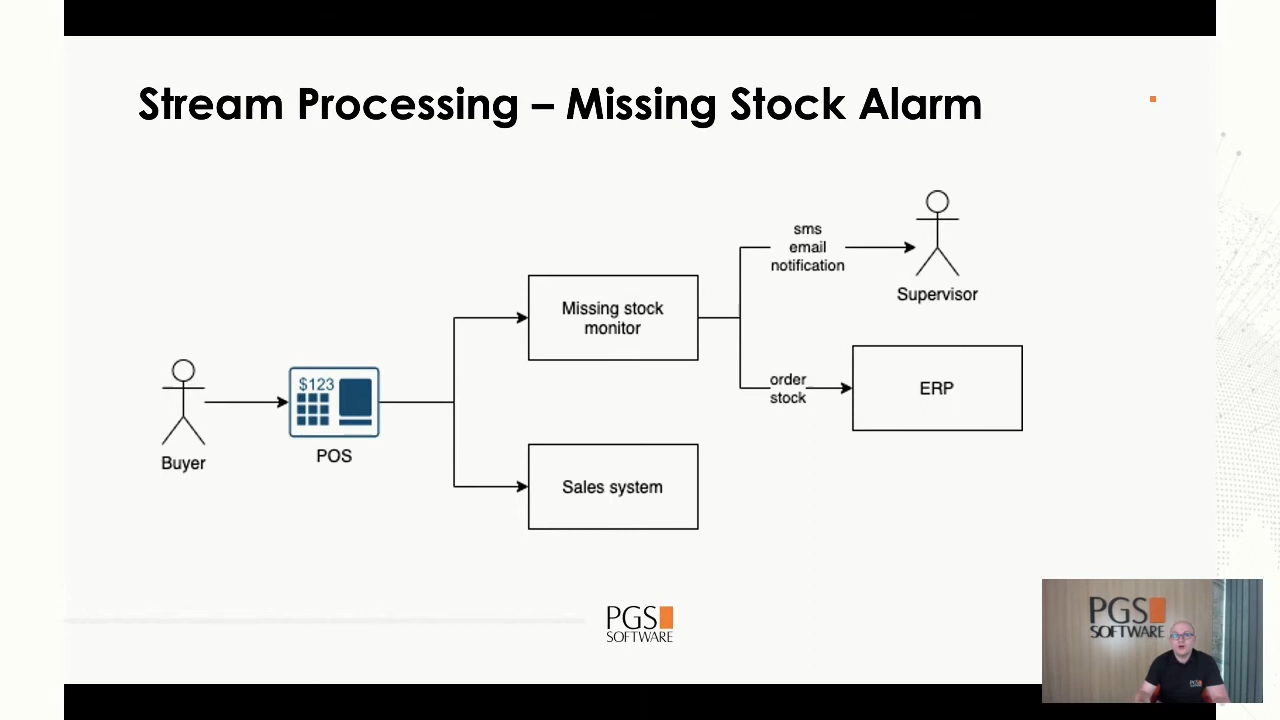 Stream Processing – Missing Stock Alarm
sms
email
notification
Supervisor
Missing stock
monitor
order
stock
ERP
$123
Buyer
POS
Sales system
PGS
SOFTWARE
PGS
SOFTWARE